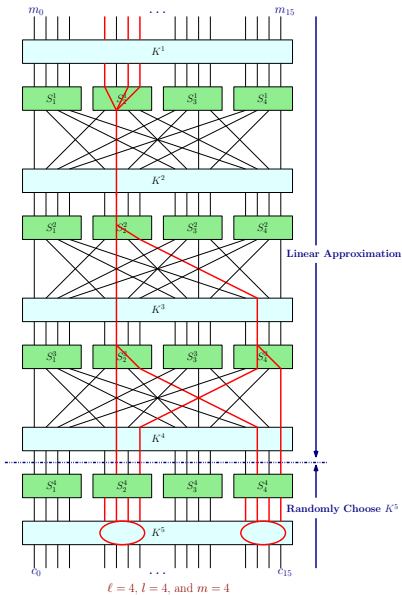 m₀ ... m₁₅
K¹
S₁¹ S₂¹ S₃¹ S₄¹
K²
S₁² S₂² S₃² S₄²
Linear Approximation
K³
S₁³ S₂³ S₃³ S₄³
K⁴
S₁⁴ S₂⁴ S₃⁴ S₄⁴
Randomly Choose K⁵
K⁵
c₀ ... c₁₅
ℓ = 4, l = 4, and m = 4